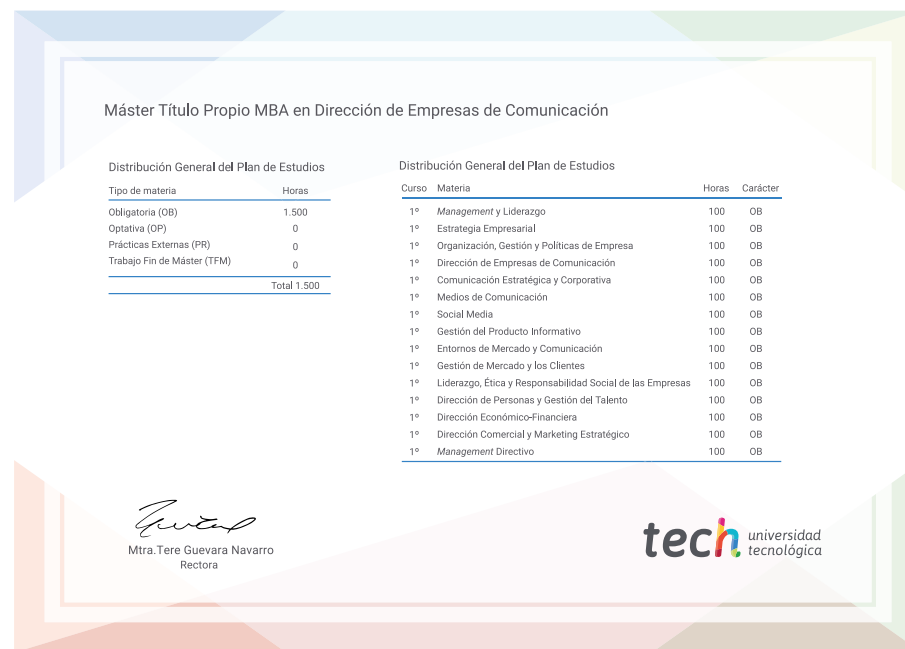 Máster Título Propio MBA en Dirección de Empresas de Comunicación
Distribución General del Plan de Estudios
Tipo de materia Horas
Obligatoria (OB) 1.500
Optativa (OP) 0
Prácticas Externas (PR) 0
Trabajo Fin de Máster (TFM) 0
Total 1.500
Distribución General del Plan de Estudios
Curso Materia Horas Carácter
1º Management y Liderazgo 100 OB
1º Estrategia Empresarial 100 OB
1º Organización, Gestión y Políticas de Empresa 100 OB
1º Dirección de Empresas de Comunicación 100 OB
1º Comunicación Estratégica y Corporativa 100 OB
1º Medios de Comunicación 100 OB
1º Social Media 100 OB
1º Gestión del Producto Informativo 100 OB
1º Entornos de Mercado y Comunicación 100 OB
1º Gestión de Mercado y los Clientes 100 OB
1º Liderazgo, Ética y Responsabilidad Social de las Empresas 100 OB
1º Dirección de Personas y Gestión del Talento 100 OB
1º Dirección Económico-Financiera 100 OB
1º Dirección Comercial y Marketing Estratégico 100 OB
1º Management Directivo 100 OB
Mtra.Tere Guevara Navarro
Rectora
tech universidad
tecnológica